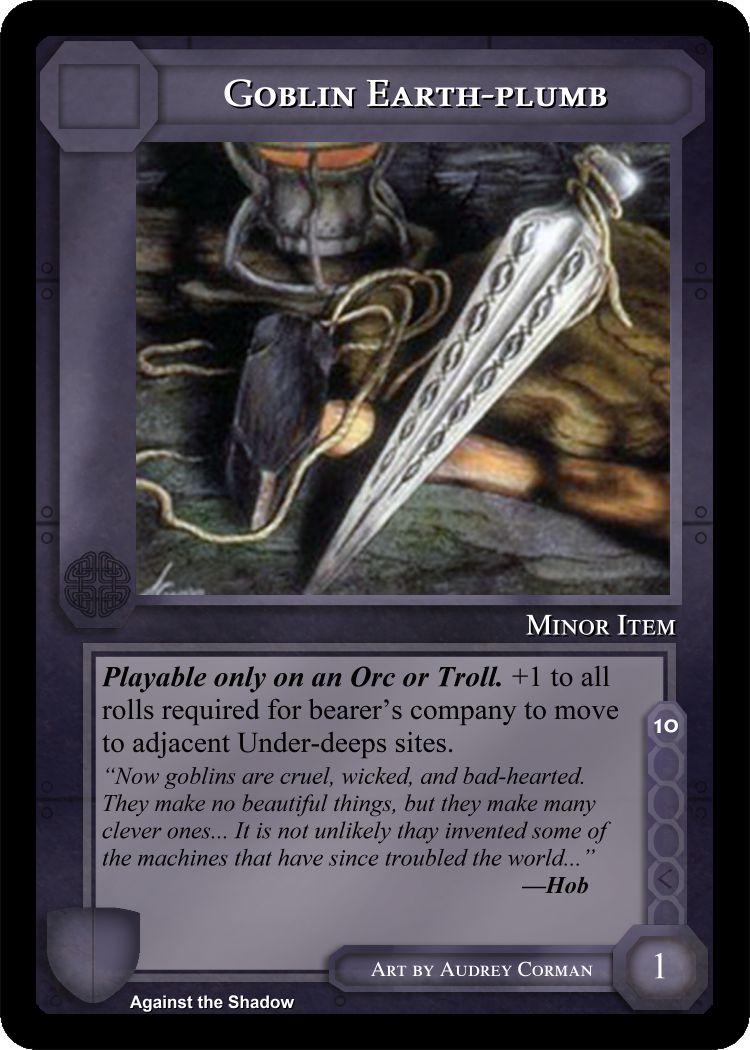 Goblin Earth-plumb
Minor Item
Playable only on an Orc or Troll. +1 to all
rolls required for bearer’s company to move
to adjacent Under-deeps sites.
“Now goblins are cruel, wicked, and bad-hearted.
They make no beautiful things, but they make many
clever ones... It is not unlikely thay invented some of
the machines that have since troubled the world...”
—Hob
10
Art by Audrey Corman
1
Against the Shadow